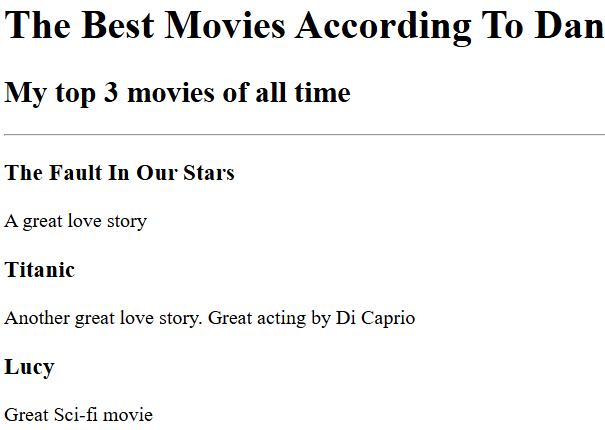 The Best Movies According To Dan
My top 3 movies of all time
The Fault In Our Stars
A great love story
Titanic
Another great love story. Great acting by Di Caprio
Lucy
Great Sci-fi movie